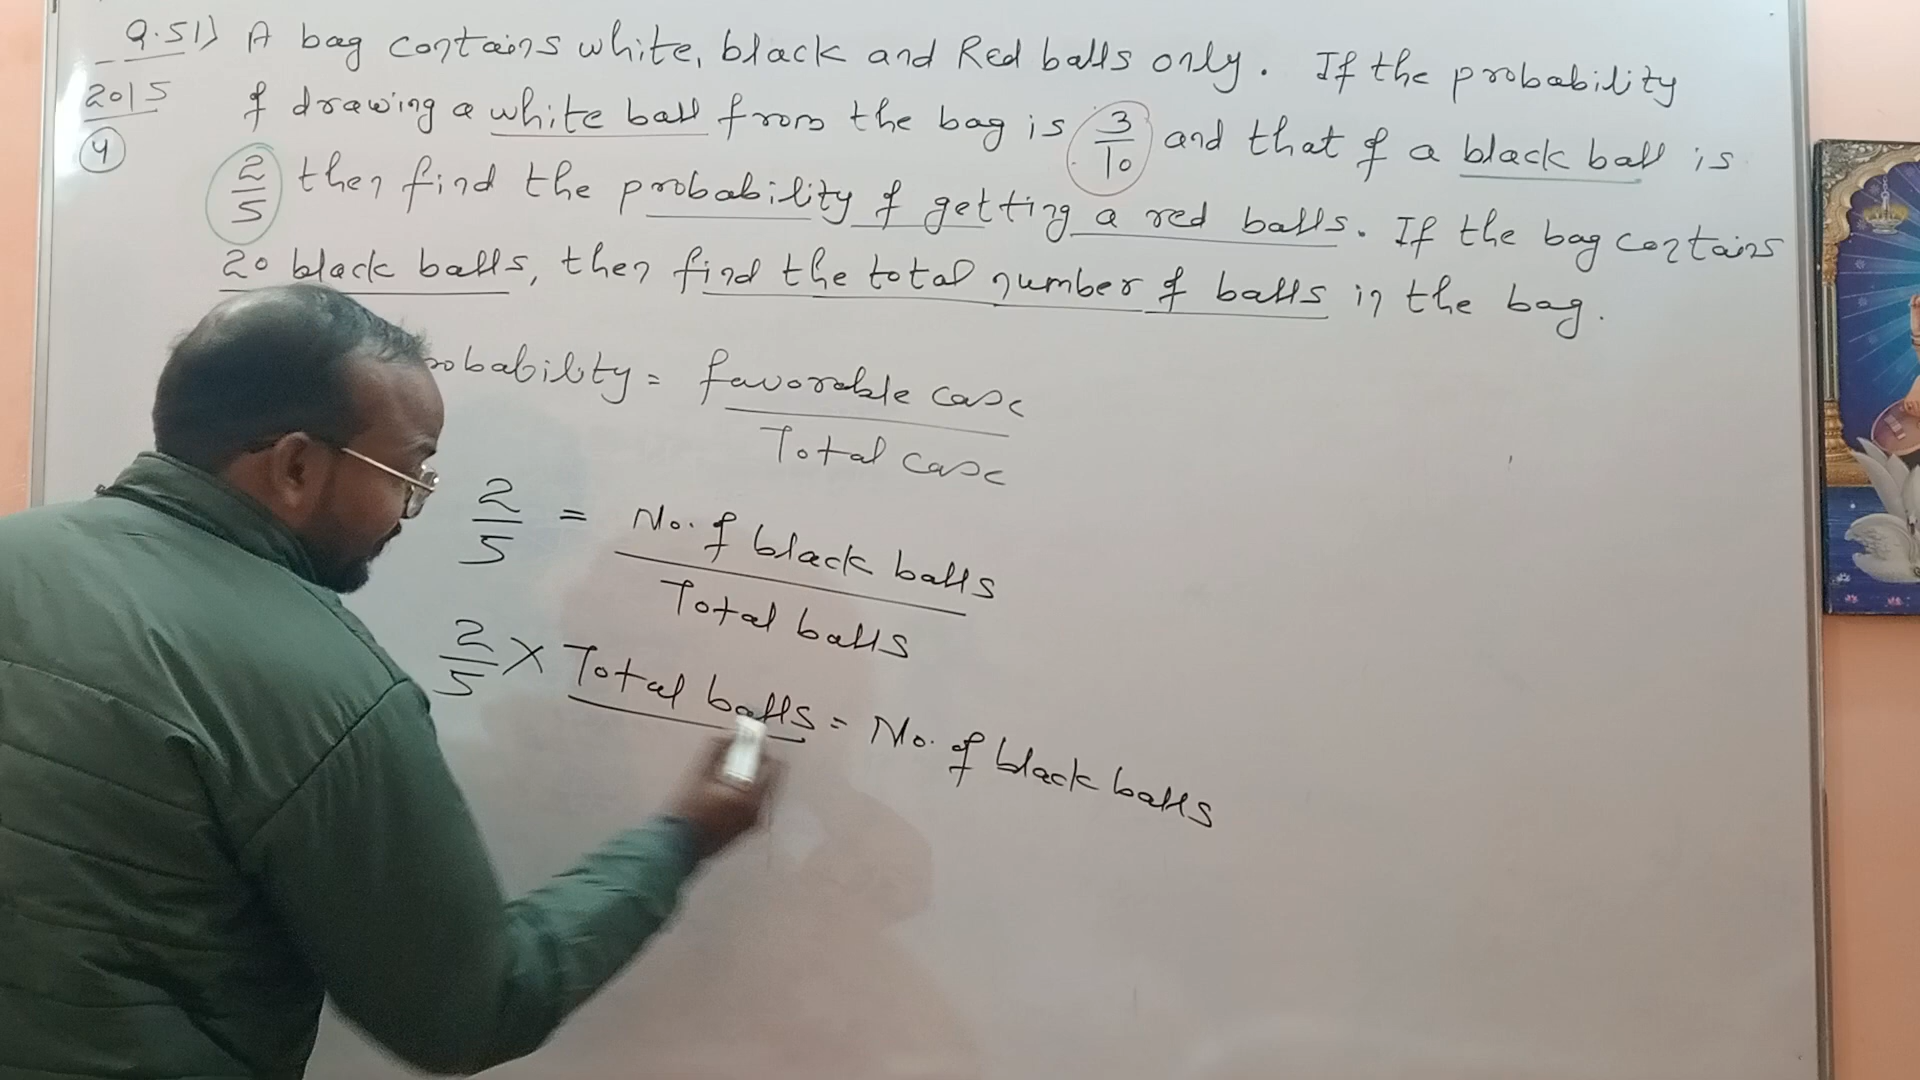 Q.51) A bag contains white, black and Red balls only. If the probability
2015 of drawing a white ball from the bag is 3/10 and that of a black ball is
4
2/5 then find the probability of getting a red balls. If the bag contains
20 black balls, then find the total number of balls in the bag.
obability = favorable case
Total case
2/5 = No. of black balls
Total balls
2/5 × Total balls = No. of black balls